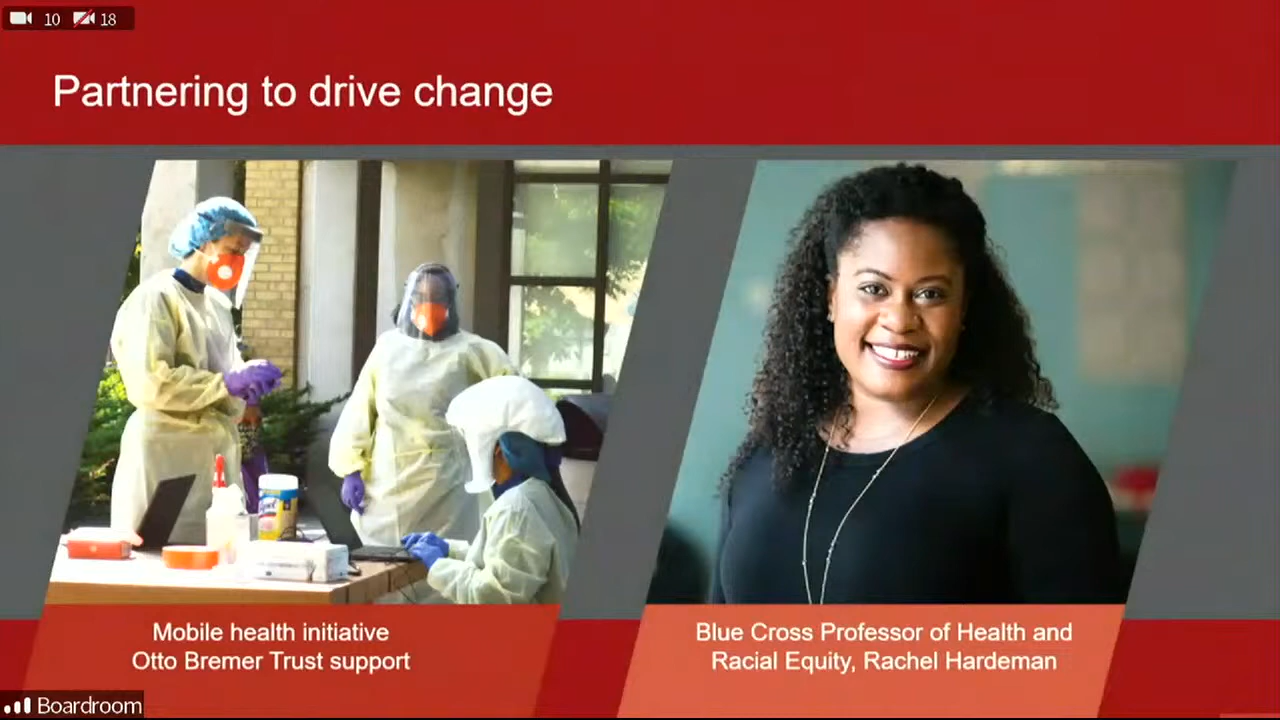 10 18
Partnering to drive change
Mobile health initiative
Otto Bremer Trust support
Blue Cross Professor of Health and
Racial Equity, Rachel Hardeman
Boardroom